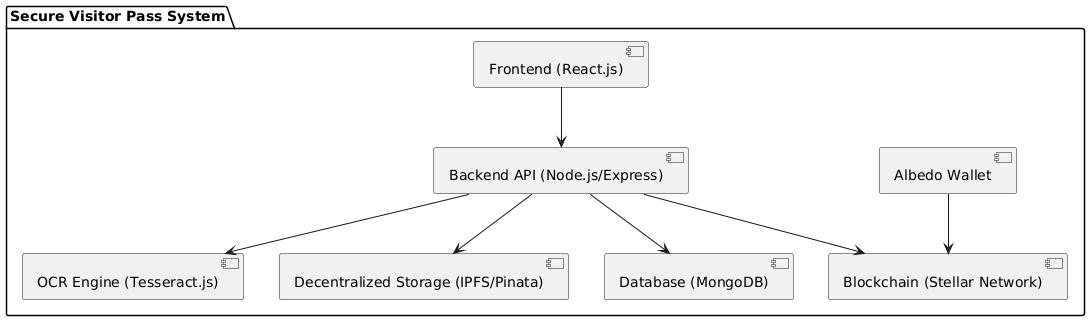 Secure Visitor Pass System
Frontend (React.js)
Backend API (Node.js/Express)
Albedo Wallet
OCR Engine (Tesseract.js)
Decentralized Storage (IPFS/Pinata)
Database (MongoDB)
Blockchain (Stellar Network)